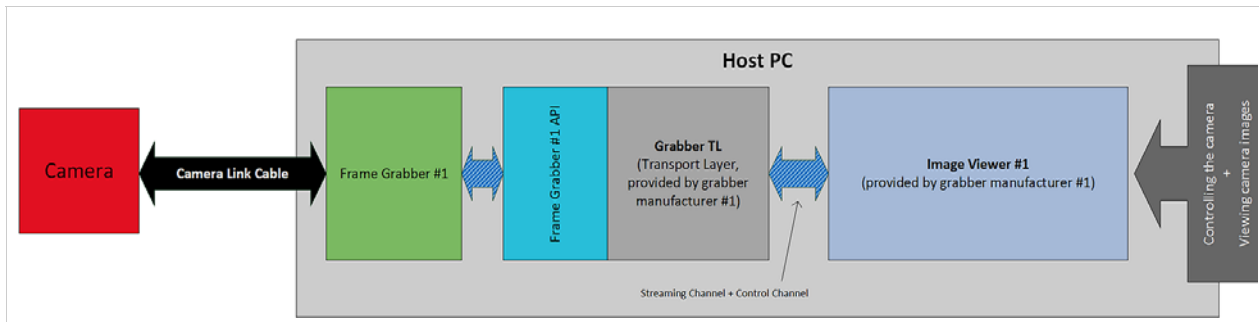 Host PC
Camera
Camera Link Cable
Frame Grabber #1
Frame Grabber #1 API
Grabber TL
(Transport Layer,
provided by grabber
manufacturer #1)
Image Viewer #1
(provided by grabber manufacturer #1)
Controlling the camera
+
Viewing camera images
Streaming Channel + Control Channel